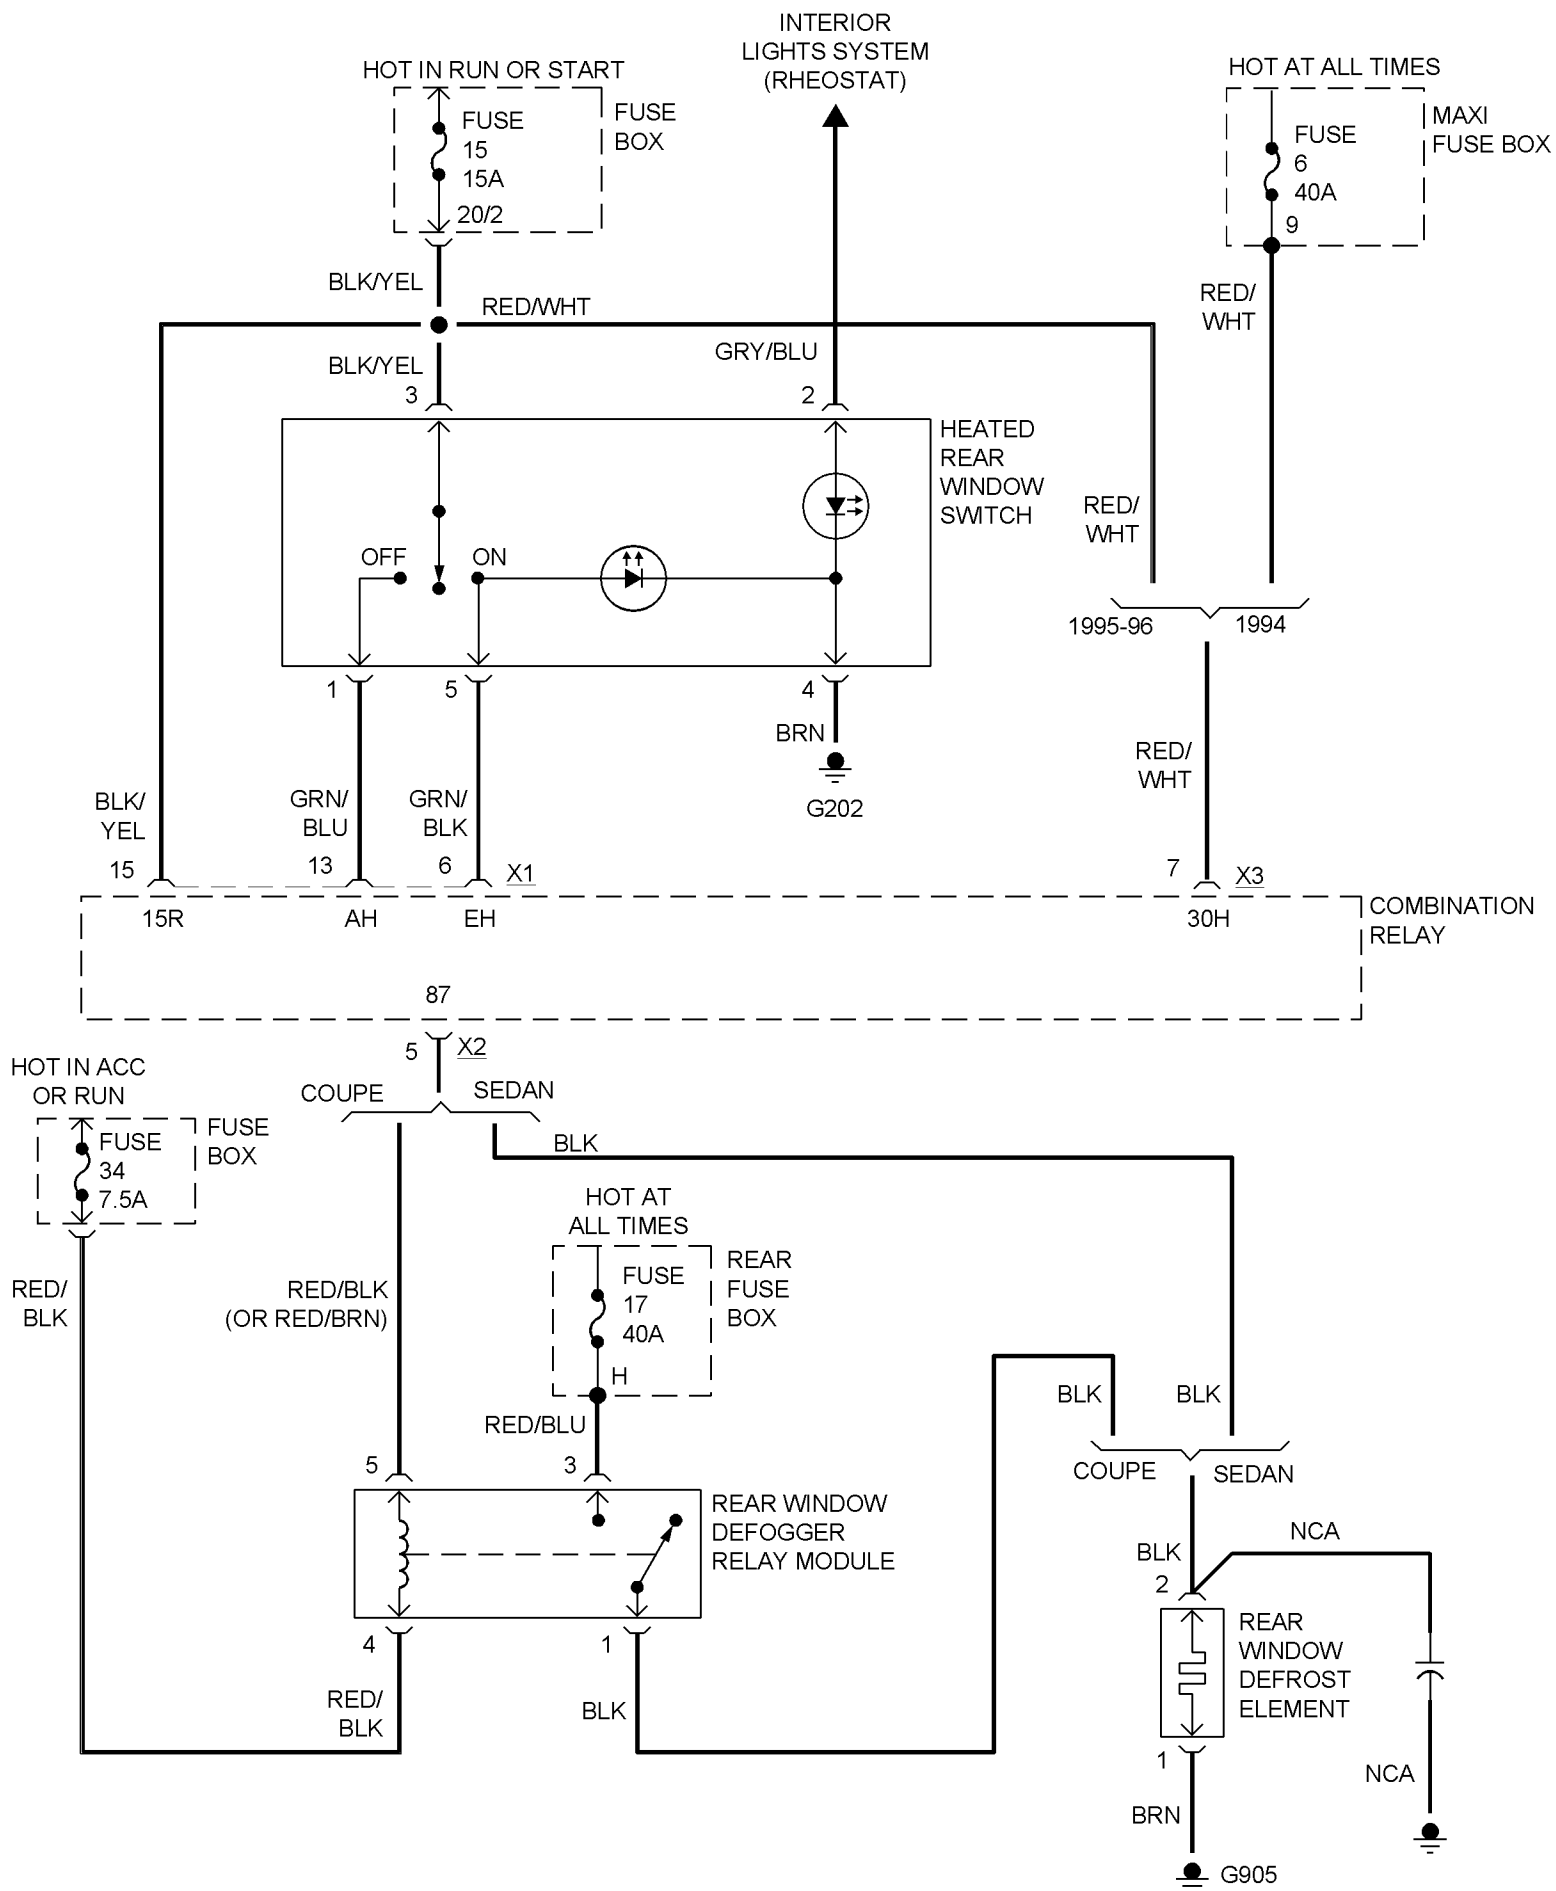 INTERIOR
LIGHTS SYSTEM
(RHEOSTAT)
HOT IN RUN OR START
FUSE
15
15A
20/2
FUSE
BOX
HOT AT ALL TIMES
FUSE
6
40A
9
MAXI
FUSE BOX
BLK/YEL
RED/WHT
RED/
WHT
BLK/YEL
GRY/BLU
3
2
HEATED
REAR
WINDOW
SWITCH
OFF
ON
RED/
WHT
1995-96
1994
1
5
4
BRN
G202
RED/
WHT
BLK/
YEL
GRN/
BLU
GRN/
BLK
15
13
6
X1
7
X3
15R
AH
EH
30H
COMBINATION
RELAY
87
5
X2
HOT IN ACC
OR RUN
FUSE
34
7.5A
FUSE
BOX
COUPE
SEDAN
BLK
HOT AT
ALL TIMES
FUSE
17
40A
H
REAR
FUSE
BOX
RED/
BLK
RED/BLK
(OR RED/BRN)
RED/BLU
BLK
BLK
COUPE
SEDAN
5
3
REAR WINDOW
DEFOGGER
RELAY MODULE
NCA
BLK
2
4
1
REAR
WINDOW
DEFROST
ELEMENT
RED/
BLK
BLK
1
NCA
BRN
G905